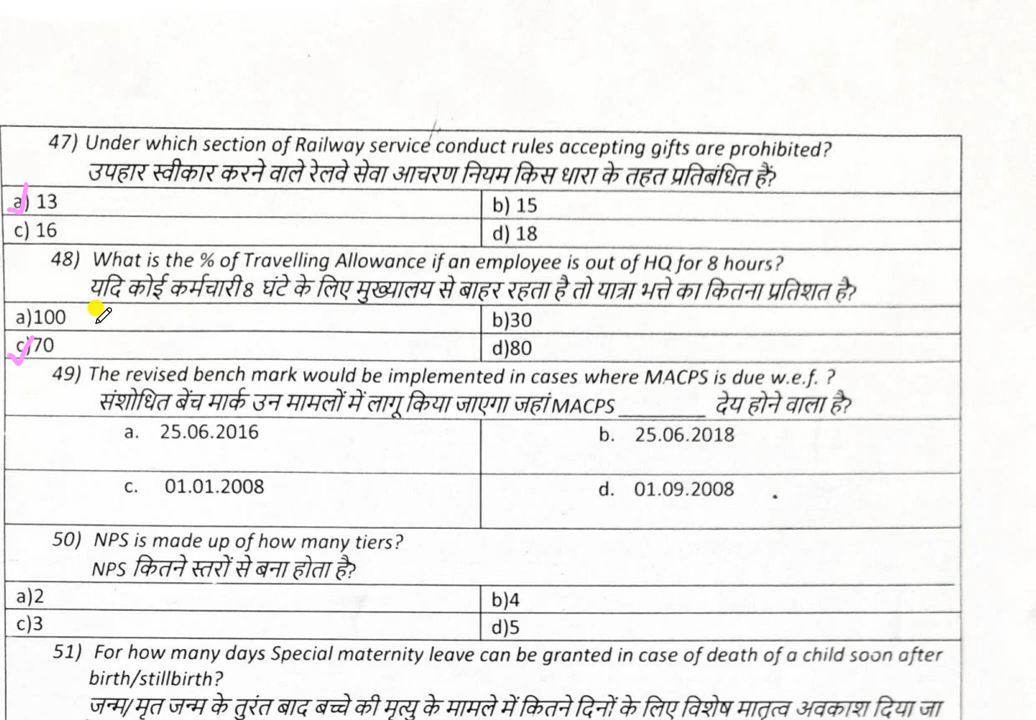 47) Under which section of Railway service conduct rules accepting gifts are prohibited?
उपहार स्वीकार करने वाले रेलवे सेवा आचरण नियम किस धारा के तहत प्रतिबंधित हैं?
a) 13
b) 15
c) 16
d) 18
48) What is the % of Travelling Allowance if an employee is out of HQ for 8 hours?
यदि कोई कर्मचारी8 घंटे के लिए मुख्यालय से बाहर रहता है तो यात्रा भत्ते का कितना प्रतिशत है?
a)100
b)30
c)70
d)80
49) The revised bench mark would be implemented in cases where MACPS is due w.e.f. ?
संशोधित बेंच मार्क उन मामलों में लागू किया जाएगा जहां MACPS ________ देय होने वाला है?
a. 25.06.2016
b. 25.06.2018
c. 01.01.2008
d. 01.09.2008
50) NPS is made up of how many tiers?
NPS कितने स्तरों से बना होता है?
a)2
b)4
c)3
d)5
51) For how many days Special maternity leave can be granted in case of death of a child soon after
birth/stillbirth?
जन्म/मृत जन्म के तुरंत बाद बच्चे की मृत्यु के मामले में कितने दिनों के लिए विशेष मातृत्व अवकाश दिया जा